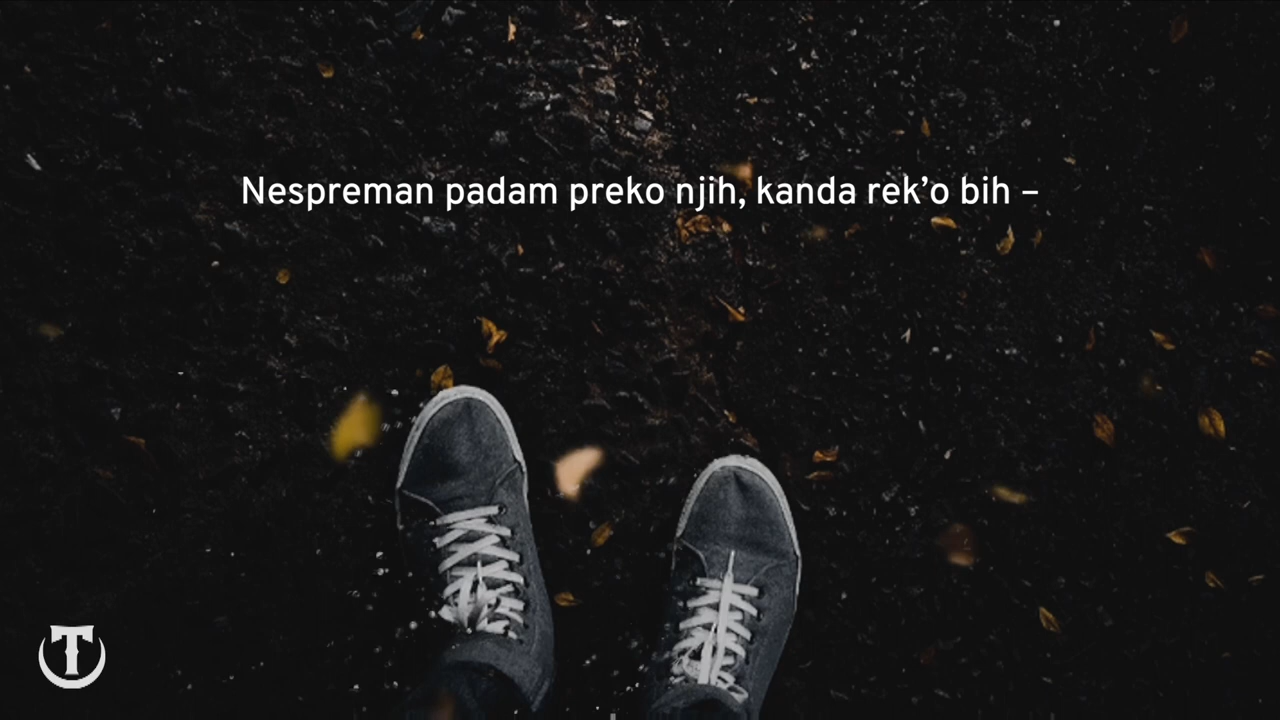 Nespreman padam preko njih, kanda rek’o bih –
T